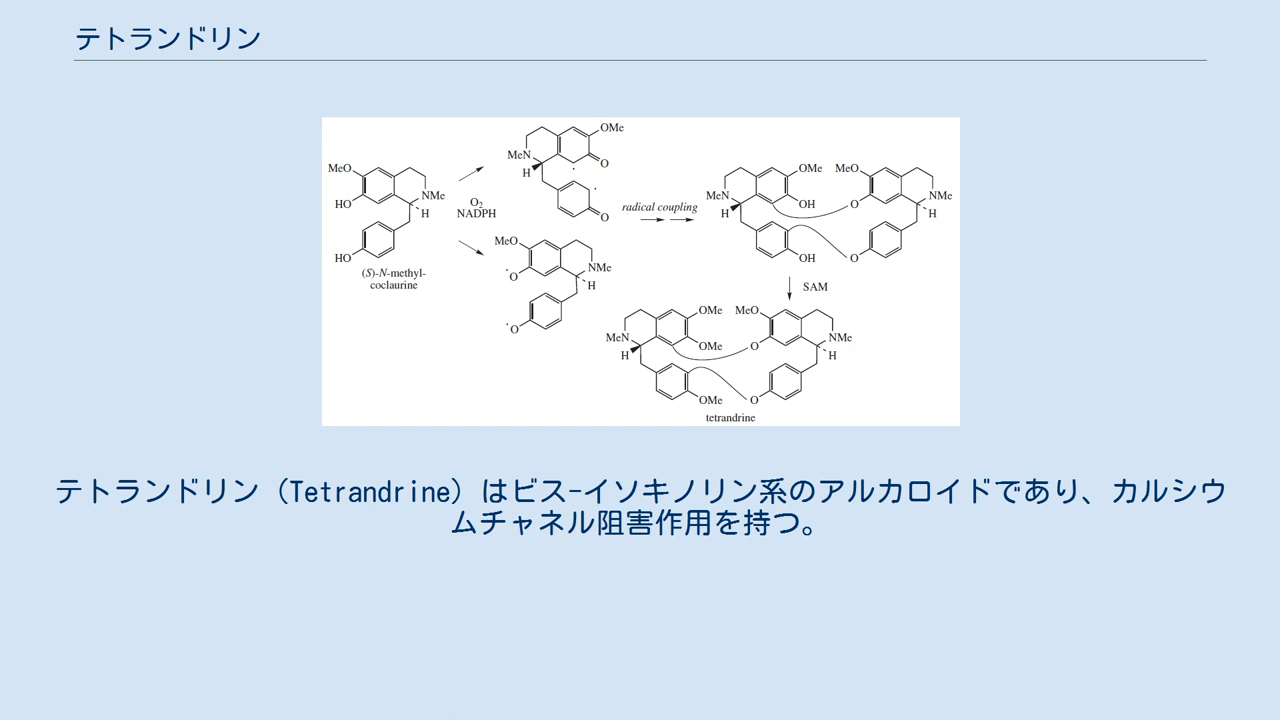 テトランドリン
OMe
MeN
O
H
O
MeO
HO
NMe
H
HO
(S)-N-methyl-
coclaurine
O2
NADPH
MeO
NMe
·O
H
·O
radical coupling
OMe
MeO
MeN
OH
O
NMe
H
H
OH
O
SAM
OMe
MeO
MeN
OMe
O
NMe
H
H
OMe
O
tetrandrine
テトランドリン（Tetrandrine）はビス-イソキノリン系のアルカロイドであり、カルシウ
ムチャネル阻害作用を持つ。